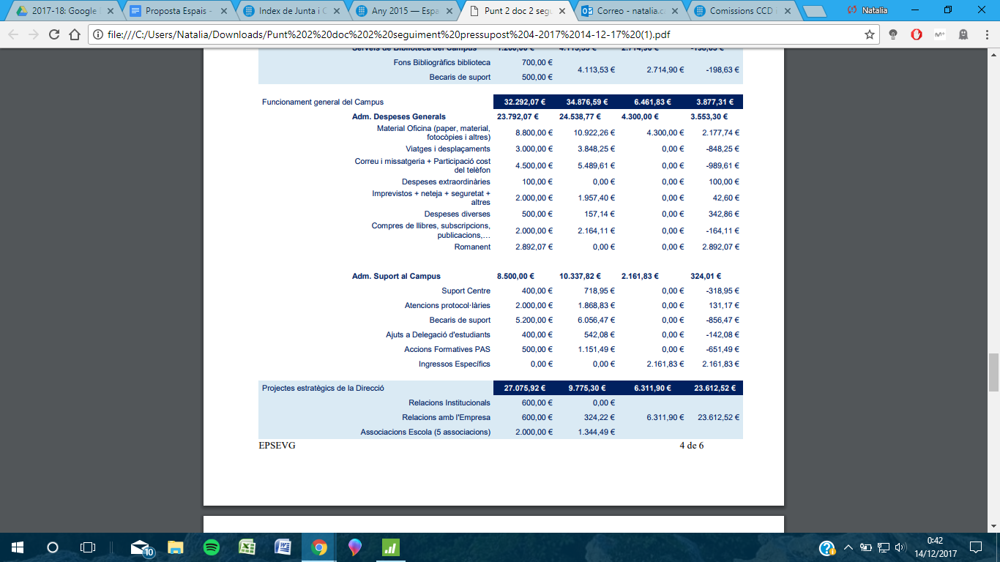 2017-18: Google
Proposta Espais -
Index de Junta i C
Any 2015 — Espa
Punt 2 doc 2 segu
Correo - natalia.c
Comissions CCD
Natalia
file:///C:/Users/Natalia/Downloads/Punt%202%20doc%202%20seguiment%20pressupost%204-2017%2014-12-17%20(1).pdf
Serveis de Biblioteca del Campus 1.200,00 € 4.113,53 € 2.714,90 € -198,63 €
Fons Bibliogràfics biblioteca 700,00 €
4.113,53 € 2.714,90 € -198,63 €
Becaris de suport 500,00 €
Funcionament general del Campus 32.292,07 € 34.876,59 € 6.461,83 € 3.877,31 €
Adm. Despeses Generals 23.792,07 € 24.538,77 € 4.300,00 € 3.553,30 €
Material Oficina (paper, material,
fotocòpies i altres) 8.800,00 € 10.922,26 € 4.300,00 € 2.177,74 €
Viatges i desplaçaments 3.000,00 € 3.848,25 € 0,00 € -848,25 €
Correu i missatgeria + Participació cost
del telèfon 4.500,00 € 5.489,61 € 0,00 € -989,61 €
Despeses extraordinàries 100,00 € 0,00 € 0,00 € 100,00 €
Imprevistos + neteja + seguretat +
altres 2.000,00 € 1.957,40 € 0,00 € 42,60 €
Despeses diverses 500,00 € 157,14 € 0,00 € 342,86 €
Compres de llibres, subscripcions,
publicacions,... 2.000,00 € 2.164,11 € 0,00 € -164,11 €
Romanent 2.892,07 € 0,00 € 0,00 € 2.892,07 €
Adm. Suport al Campus 8.500,00 € 10.337,82 € 2.161,83 € 324,01 €
Suport Centre 400,00 € 718,95 € 0,00 € -318,95 €
Atencions protocol·làries 2.000,00 € 1.868,83 € 0,00 € 131,17 €
Becaris de suport 5.200,00 € 6.056,47 € 0,00 € -856,47 €
Ajuts a Delegació d'estudiants 400,00 € 542,08 € 0,00 € -142,08 €
Accions Formatives PAS 500,00 € 1.151,49 € 0,00 € -651,49 €
Ingressos Específics 0,00 € 0,00 € 2.161,83 € 2.161,83 €
Projectes estratègics de la Direcció 27.075,92 € 9.775,30 € 6.311,90 € 23.612,52 €
Relacions Institucionals 600,00 € 0,00 €
Relacions amb l'Empresa 600,00 € 324,22 € 6.311,90 € 23.612,52 €
Associacions Escola (5 associacions) 2.000,00 € 1.344,49 €
EPSEVG 4 de 6
10
0:42
14/12/2017